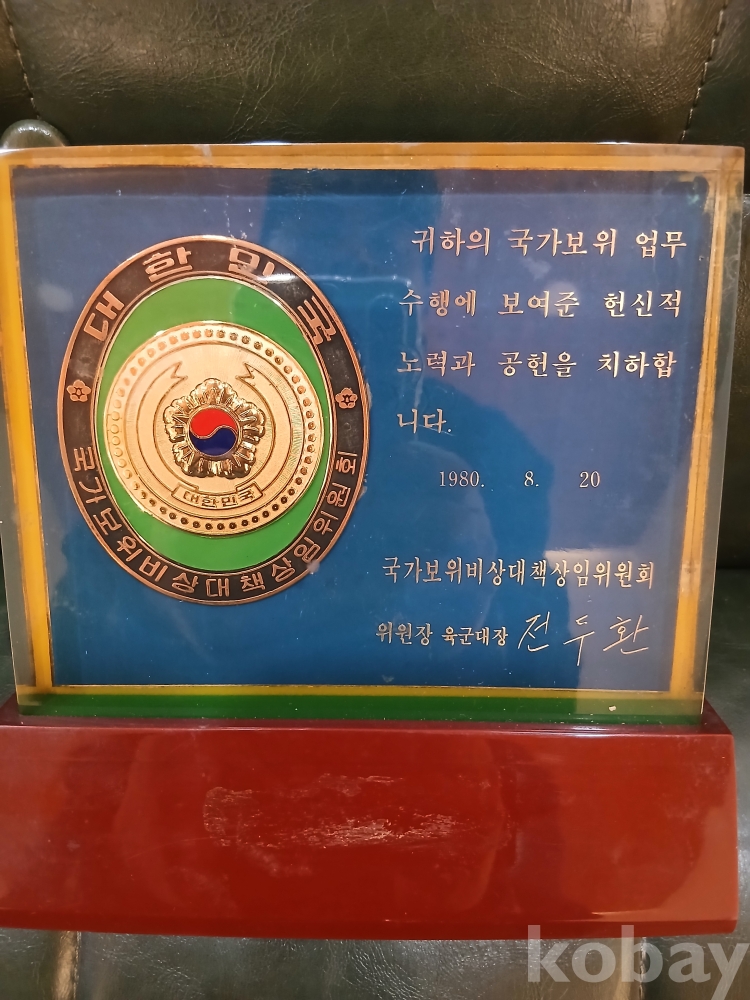 대한민국
대한민국
국가보위비상대책상임위원회
귀하의 국가보위 업무
수행에 보여준 헌신적
노력과 공헌을 치하합
니다.
1980. 8. 20
국가보위비상대책상임위원회
위원장 육군대장 전두환
kobay